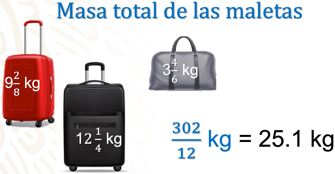 Masa total de las maletas
9 2/8 kg
3 4/6 kg
12 1/4 kg
302/12 kg = 25.1 kg